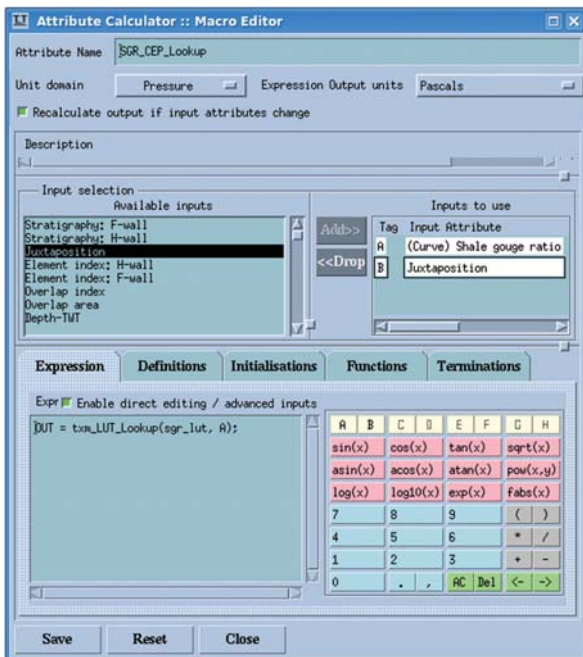 Attribute Calculator :: Macro Editor
Attribute Name SGR_CEP_Lookup
Unit domain Pressure Expression Output units Pascals
Recalculate output if input attributes change
Description
Input selection
Available inputs
Stratigraphy: F-wall
Stratigraphy: H-wall
Juxtaposition
Element index: H-wall
Element index: F-wall
Overlap index
Overlap area
Depth-TWT
Add>>
<<Drop
Inputs to use
Tag Input Attribute
A (Curve) Shale gouge ratio
B Juxtaposition
Expression Definitions Initialisations Functions Terminations
Expr Enable direct editing / advanced inputs
OUT = txm_LUT_Lookup(sgr_lut, A);
A B C D E F G H
sin(x) cos(x) tan(x) sqrt(x)
asin(x) acos(x) atan(x) pow(x,y)
log(x) log10(x) exp(x) fabs(x)
7 8 9 ( )
4 5 6 * /
1 2 3 + -
0 . , AC Del <- ->
Save Reset Close